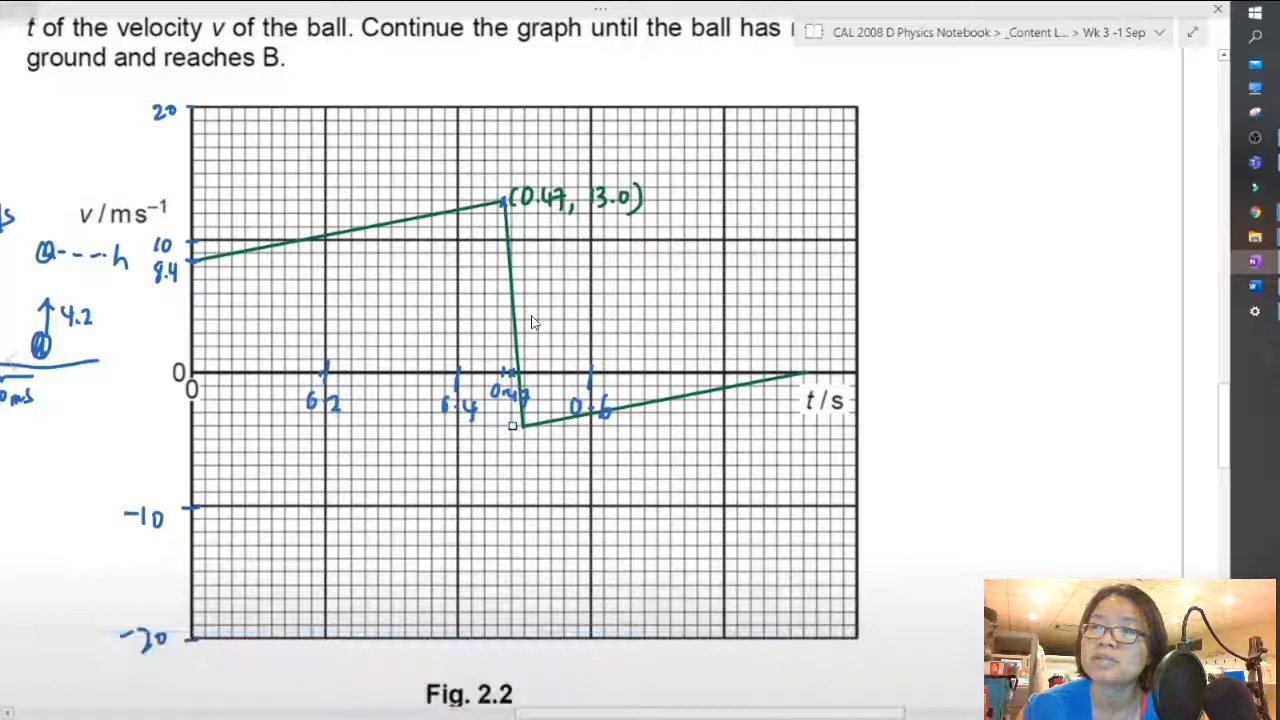 t of the velocity v of the ball. Continue the graph until the ball has
ground and reaches B.
CAL 2008 D Physics Notebook > _Content L... > Wk 3 -1 Sep
20
(0.47, 13.0)
v / m s⁻¹
10
h
8.4
4.2
0
0
0.2
0.4
0.47
0.6
t / s
-10
-20
Fig. 2.2